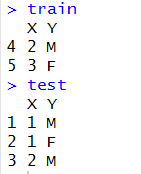 > train
  X Y
4 2 M
5 3 F
> test
  X Y
1 1 M
2 1 F
3 2 M